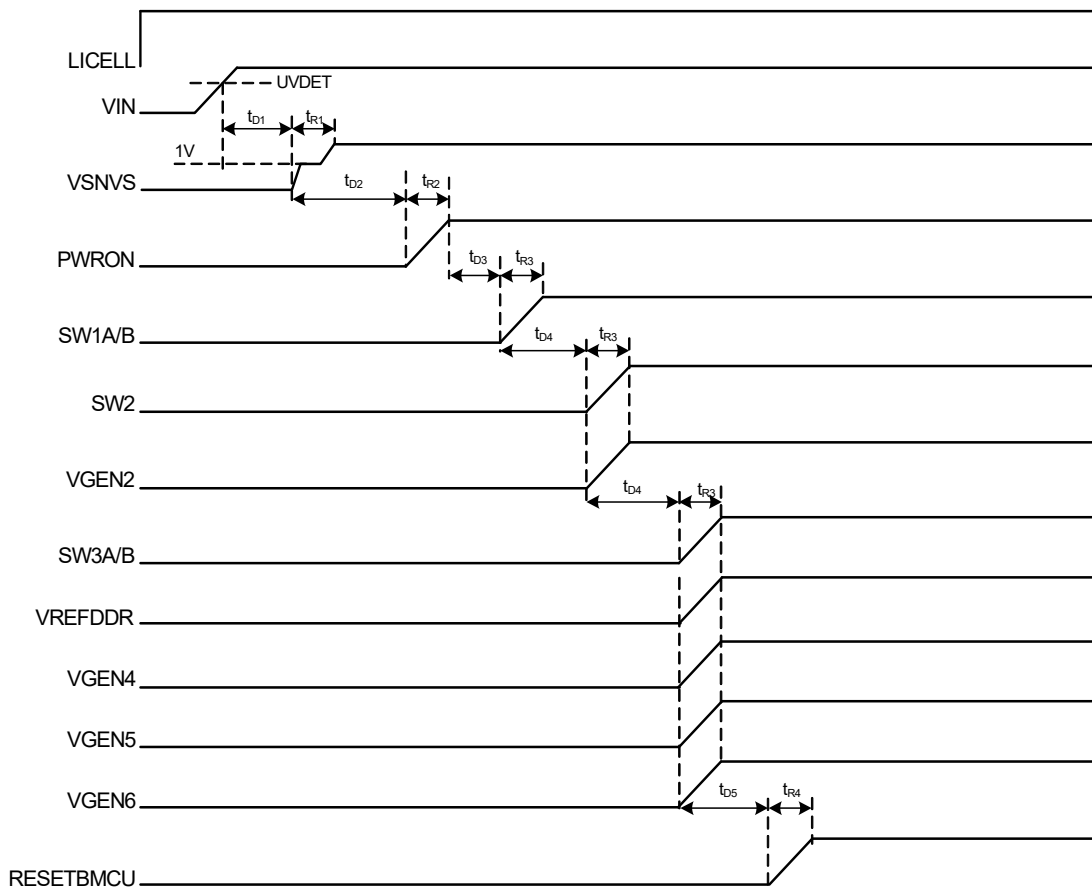 LICELL
UVDET
VIN
tD1
tR1
1V
VSNVS
tD2
tR2
PWRON
tD3
tR3
SW1A/B
tD4
tR3
SW2
VGEN2
tD4
tR3
SW3A/B
VREFDDR
VGEN4
VGEN5
VGEN6
tD5
tR4
RESETBMCU